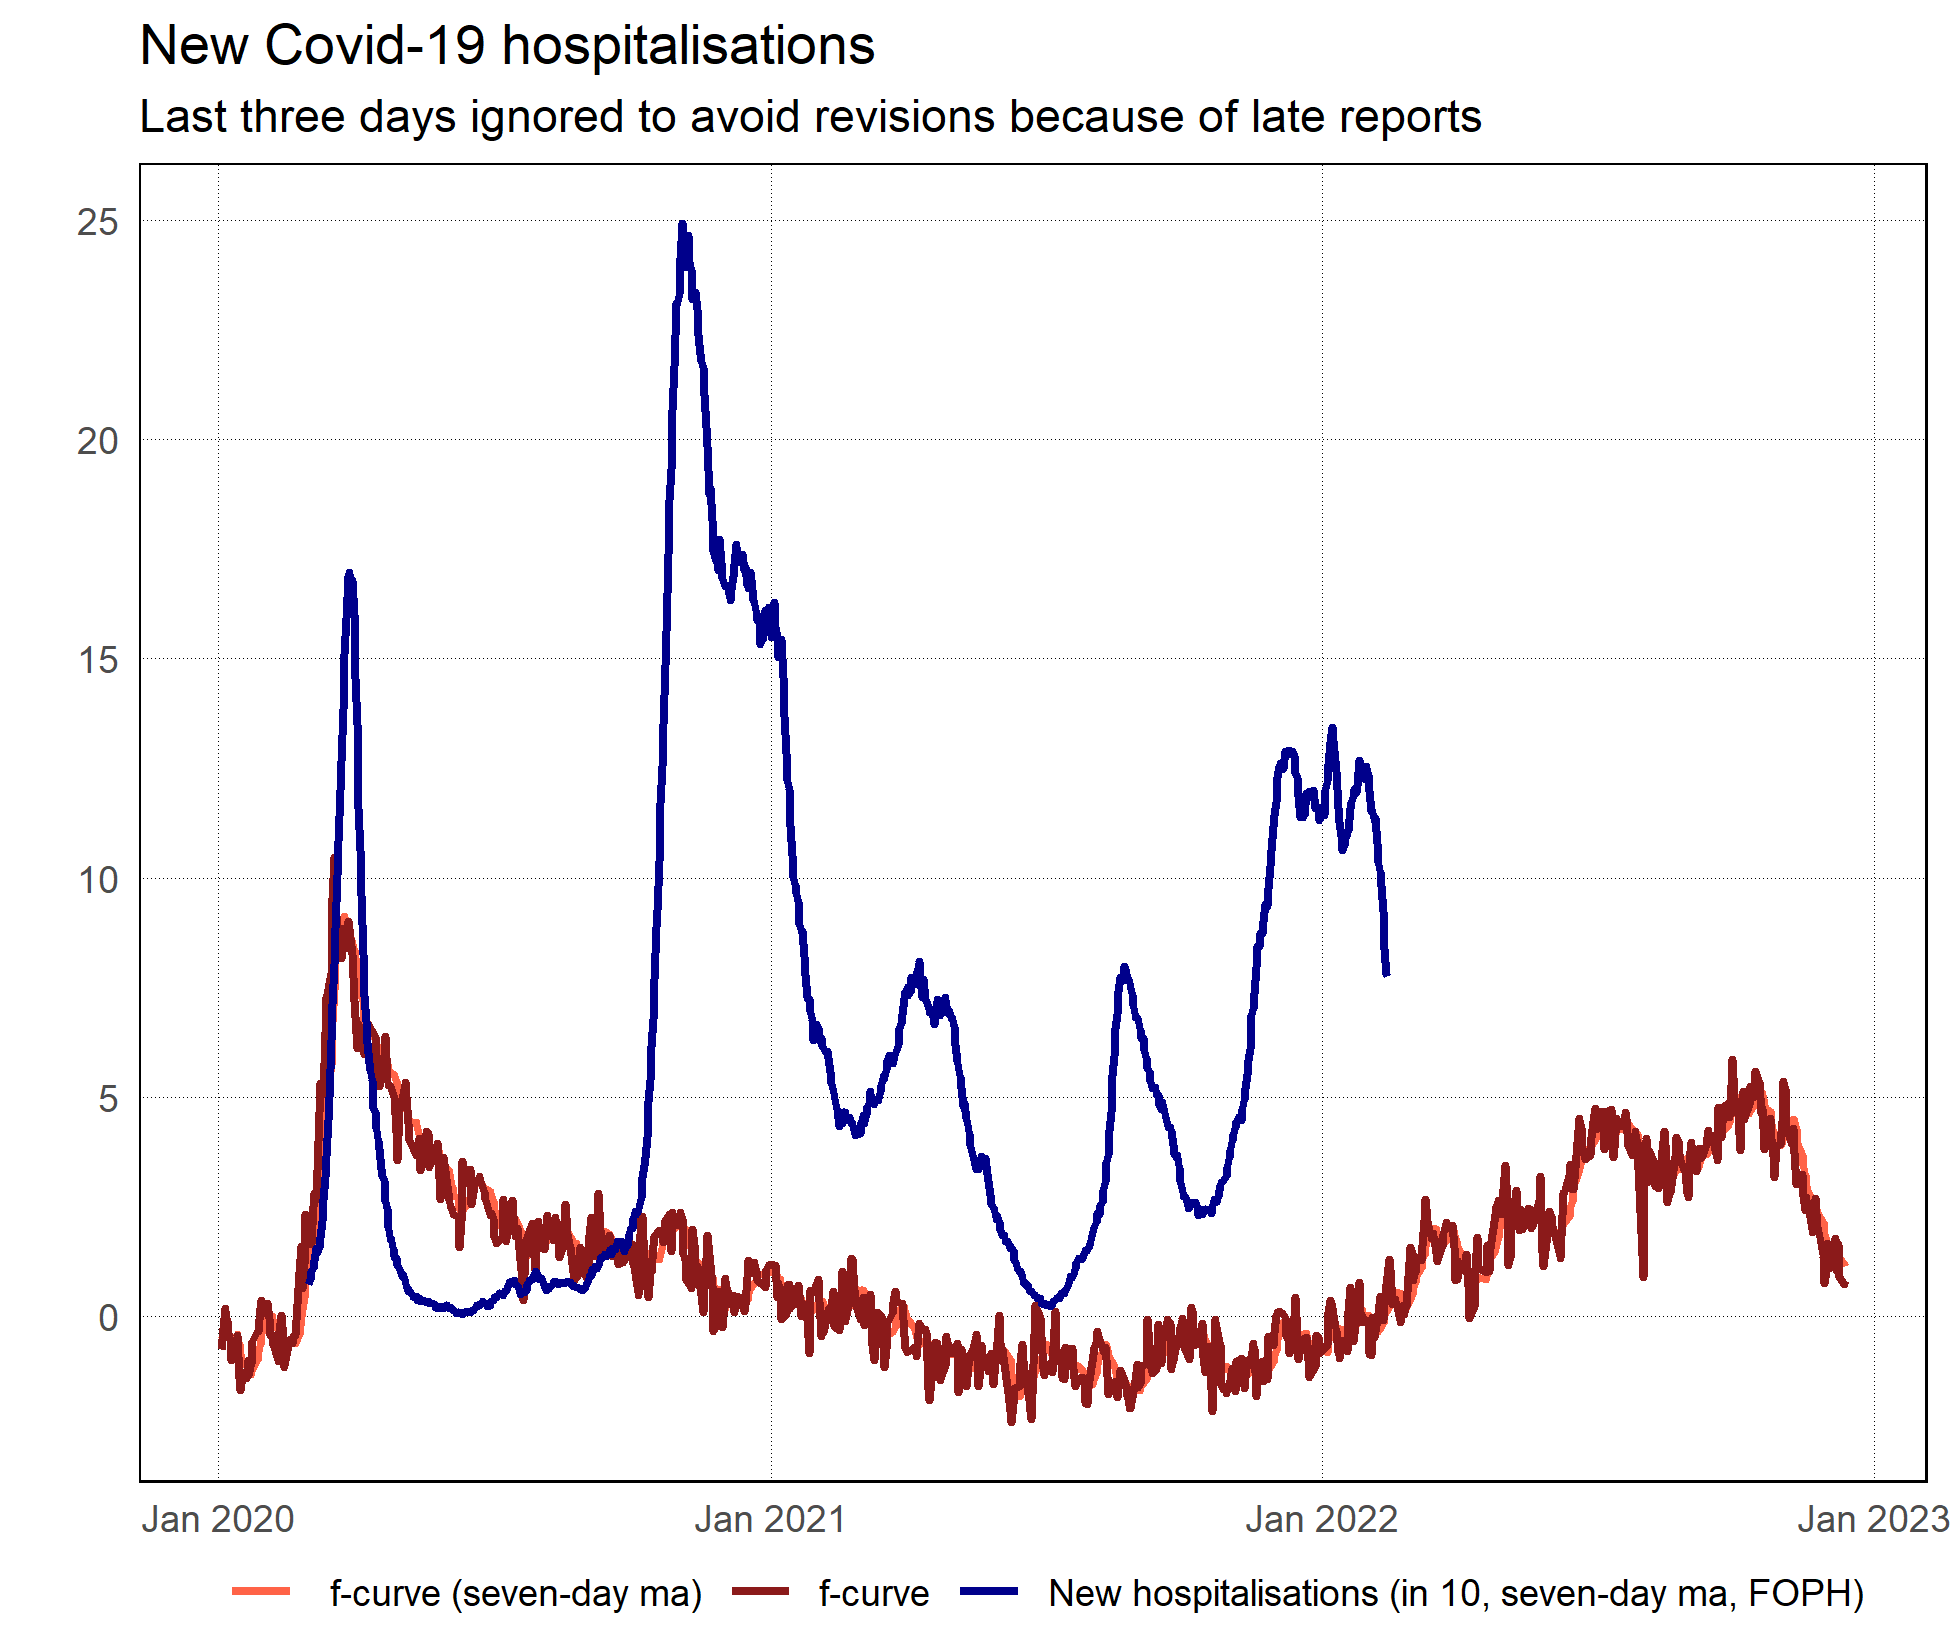 New Covid-19 hospitalisations
Last three days ignored to avoid revisions because of late reports
25
20
15
10
5
0
Jan 2020 Jan 2021 Jan 2022 Jan 2023
f-curve (seven-day ma) f-curve New hospitalisations (in 10, seven-day ma, FOPH)